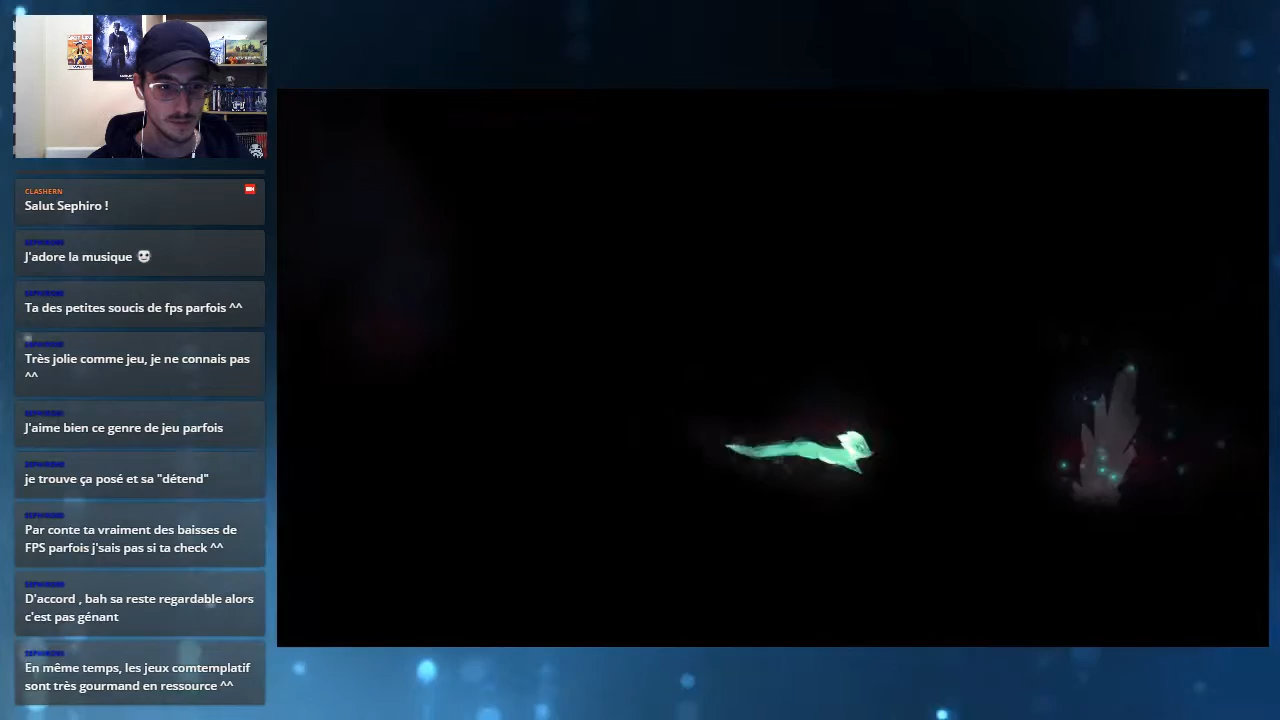 CLASHERN
Salut Sephiro !
J'adore la musique
Ta des petites soucis de fps parfois ^^
Très jolie comme jeu, je ne connais pas
^^
J'aime bien ce genre de jeu parfois
je trouve ça posé et sa "détend"
Par conte ta vraiment des baisses de
FPS parfois j'sais pas si ta check ^^
D'accord , bah sa reste regardable alors
c'est pas génant
En même temps, les jeux comtemplatif
sont très gourmand en ressource ^^